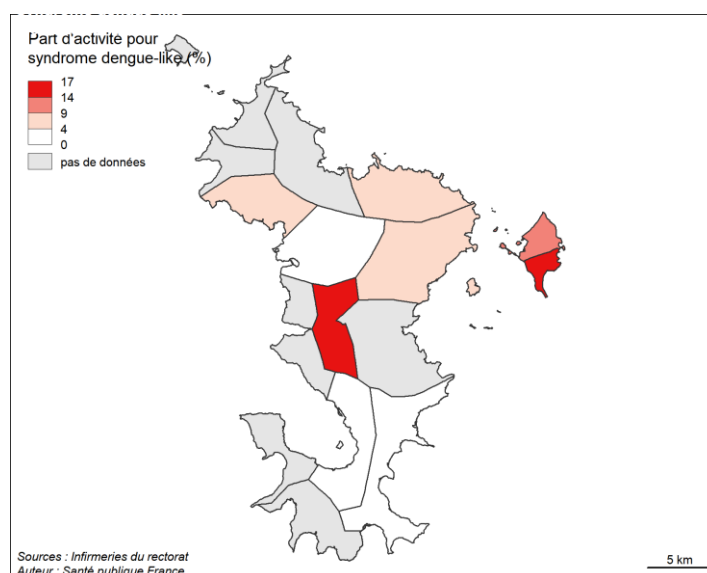 Part d'activité pour
syndrome dengue-like (%)
17
14
9
4
0
pas de données
Sources : Infirmeries du rectorat
Auteur : Santé publique France
5 km